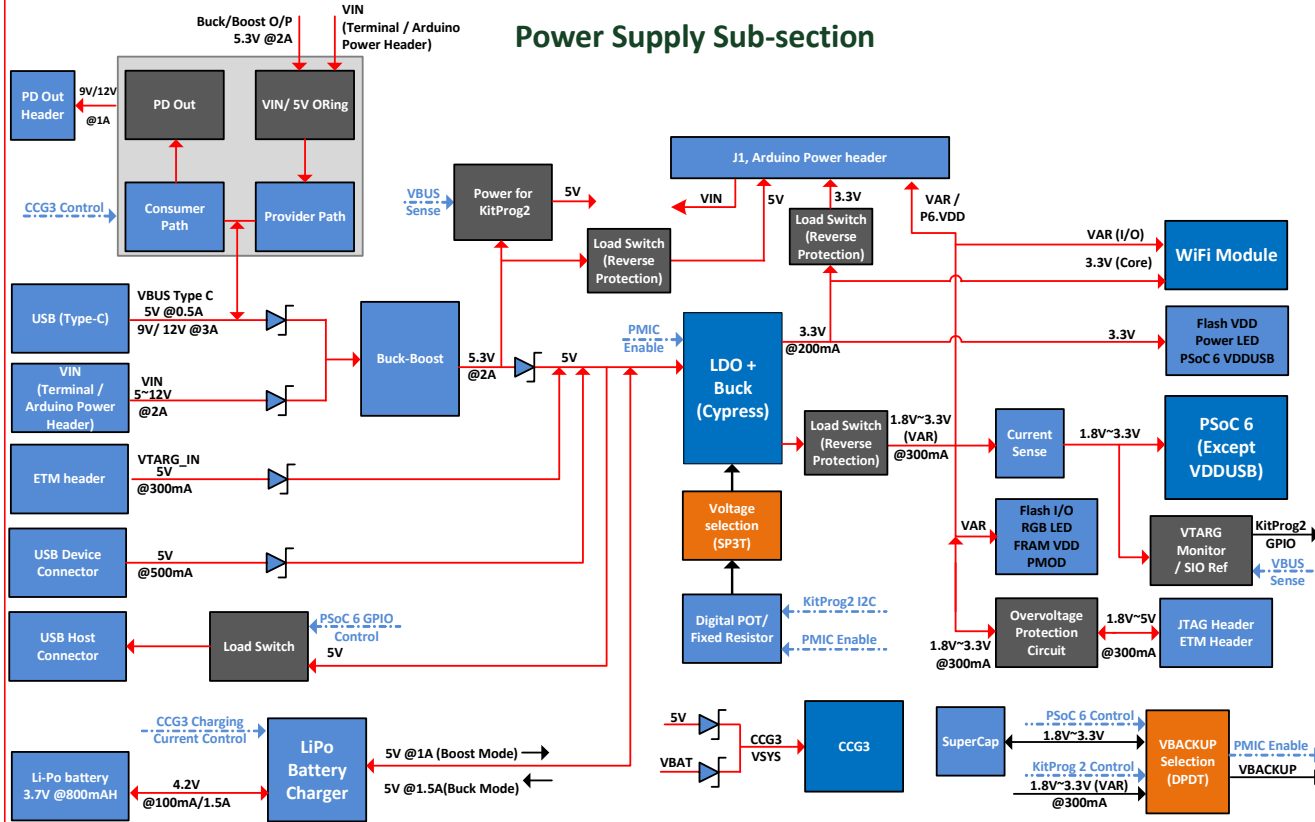 Power Supply Sub-section
Buck/Boost O/P
5.3V @2A
VIN
(Terminal / Arduino
Power Header)
PD Out
Header
9V/12V
@1A
PD Out
VIN/ 5V ORing
CCG3 Control
Consumer
Path
Provider Path
VBUS
Sense
Power for
KitProg2
5V
J1, Arduino Power header
VIN
5V
3.3V
VAR /
P6.VDD
Load Switch
(Reverse
Protection)
Load Switch
(Reverse
Protection)
VAR (I/O)
3.3V (Core)
WiFi Module
USB (Type-C)
VBUS Type C
5V @0.5A
9V/ 12V @3A
VIN
(Terminal /
Arduino Power
Header)
VIN
5~12V
@2A
Buck-Boost
5.3V
@2A
5V
PMIC
Enable
LDO +
Buck
(Cypress)
3.3V
@200mA
3.3V
Flash VDD
Power LED
PSoC 6 VDDUSB
Load Switch
(Reverse
Protection)
1.8V~3.3V
(VAR)
@300mA
Current
Sense
1.8V~3.3V
PSoC 6
(Except
VDDUSB)
ETM header
VTARG_IN
5V
@300mA
Voltage
selection
(SP3T)
VAR
Flash I/O
RGB LED
FRAM VDD
PMOD
VTARG
Monitor
/ SIO Ref
KitProg2
GPIO
VBUS
Sense
USB Device
Connector
5V
@500mA
Digital POT/
Fixed Resistor
KitProg2 I2C
PMIC Enable
1.8V~3.3V
@300mA
Overvoltage
Protection
Circuit
1.8V~5V
@300mA
JTAG Header
ETM Header
USB Host
Connector
Load Switch
PSoC 6 GPIO
Control
5V
CCG3 Charging
Current Control
LiPo
Battery
Charger
5V @1A (Boost Mode)
5V @1.5A(Buck Mode)
Li-Po battery
3.7V @800mAH
4.2V
@100mA/1.5A
5V
VBAT
CCG3
VSYS
CCG3
SuperCap
PSoC 6 Control
1.8V~3.3V
KitProg 2 Control
1.8V~3.3V (VAR)
@300mA
VBACKUP
Selection
(DPDT)
PMIC Enable
VBACKUP